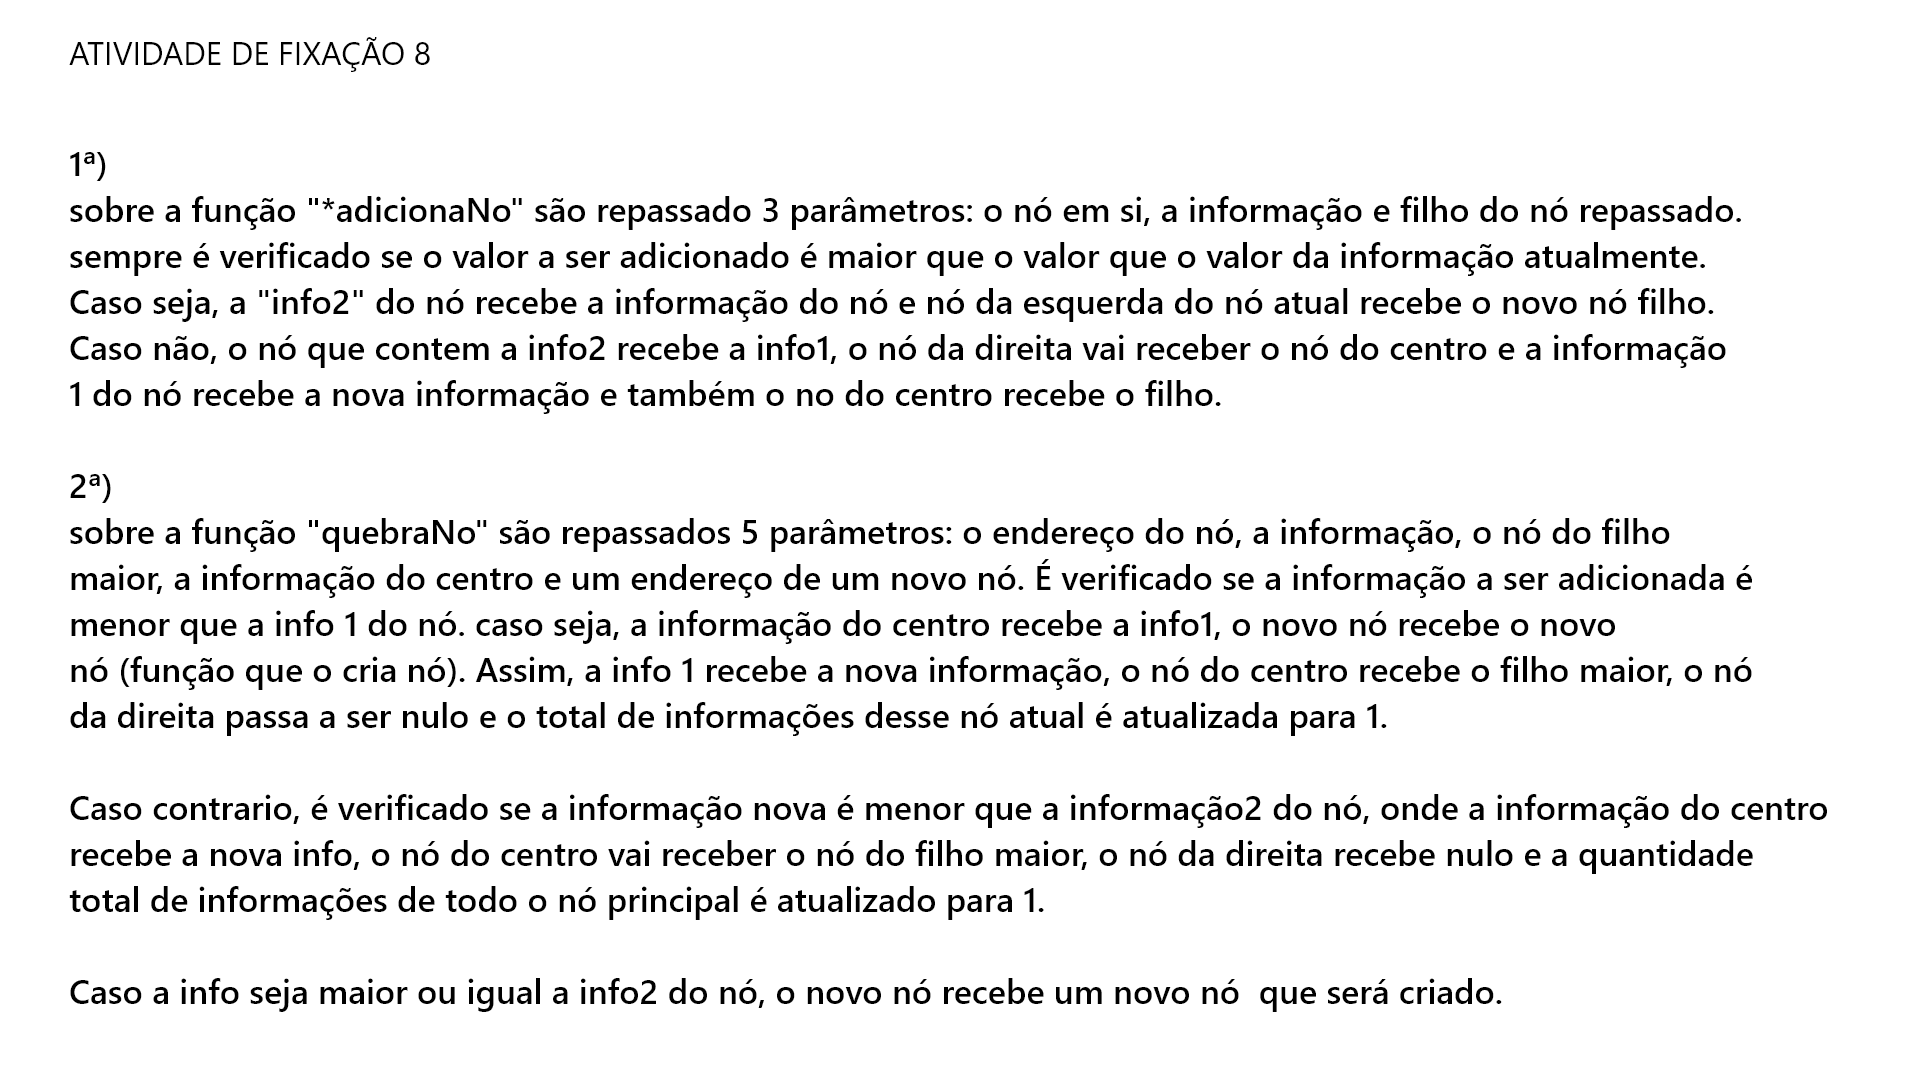 ATIVIDADE DE FIXAÇÃO 8
1ª)
sobre a função "*adicionaNo" são repassado 3 parâmetros: o nó em si, a informação e filho do nó repassado.
sempre é verificado se o valor a ser adicionado é maior que o valor que o valor da informação atualmente.
Caso seja, a "info2" do nó recebe a informação do nó e nó da esquerda do nó atual recebe o novo nó filho.
Caso não, o nó que contem a info2 recebe a info1, o nó da direita vai receber o nó do centro e a informação
1 do nó recebe a nova informação e também o no do centro recebe o filho.
2ª)
sobre a função "quebraNo" são repassados 5 parâmetros: o endereço do nó, a informação, o nó do filho
maior, a informação do centro e um endereço de um novo nó. É verificado se a informação a ser adicionada é
menor que a info 1 do nó. caso seja, a informação do centro recebe a info1, o novo nó recebe o novo
nó (função que o cria nó). Assim, a info 1 recebe a nova informação, o nó do centro recebe o filho maior, o nó
da direita passa a ser nulo e o total de informações desse nó atual é atualizada para 1.
Caso contrario, é verificado se a informação nova é menor que a informação2 do nó, onde a informação do centro
recebe a nova info, o nó do centro vai receber o nó do filho maior, o nó da direita recebe nulo e a quantidade
total de informações de todo o nó principal é atualizado para 1.
Caso a info seja maior ou igual a info2 do nó, o novo nó recebe um novo nó  que será criado.